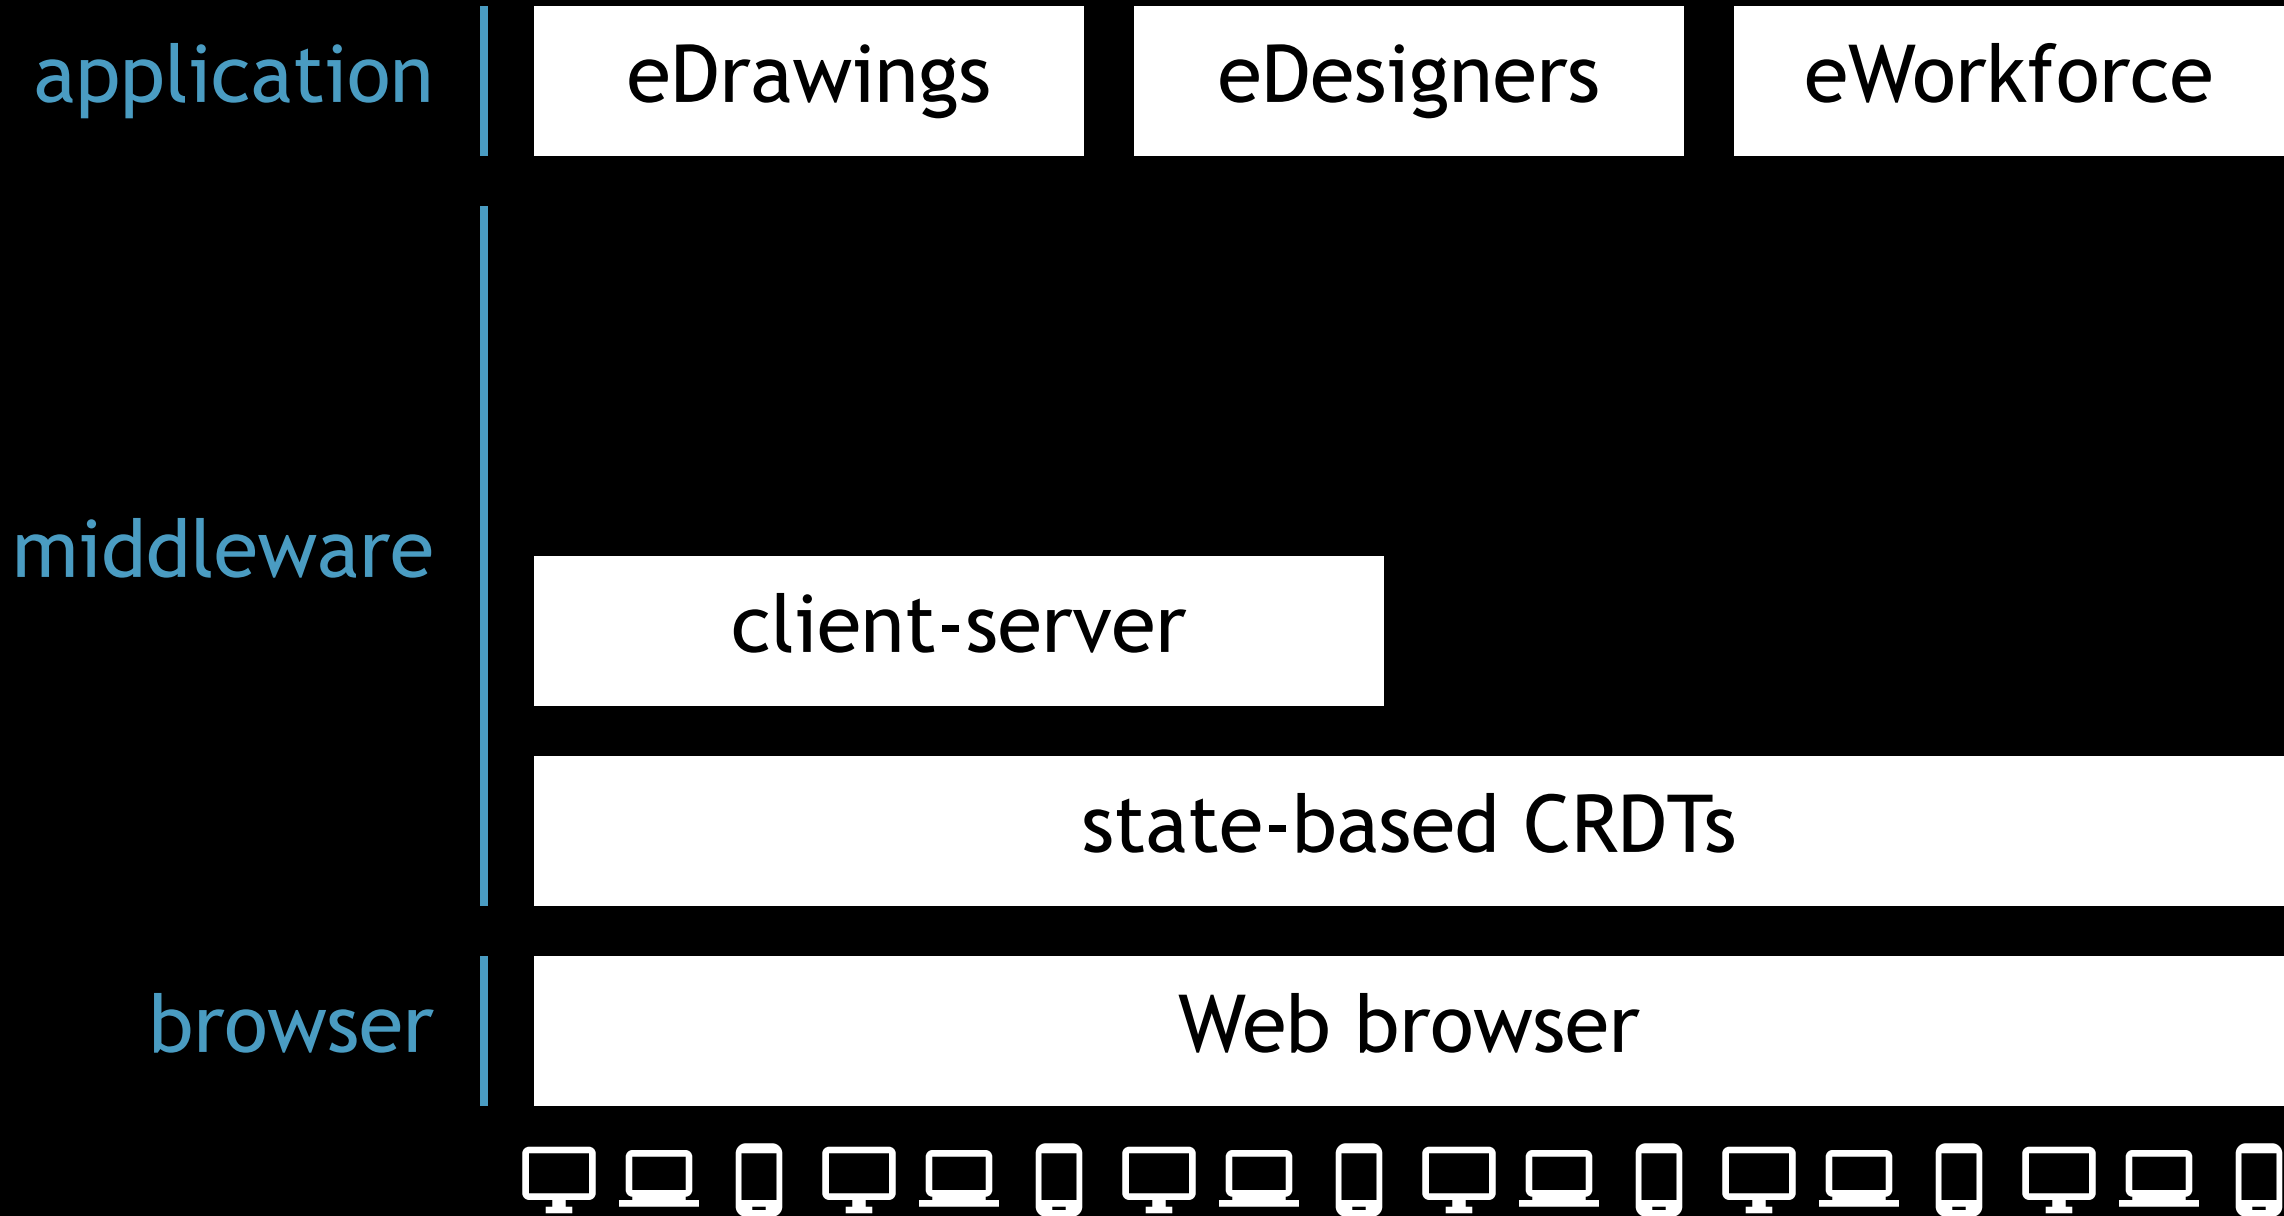 application
eDrawings
eDesigners
eWorkforce
middleware
client-server
state-based CRDTs
browser
Web browser